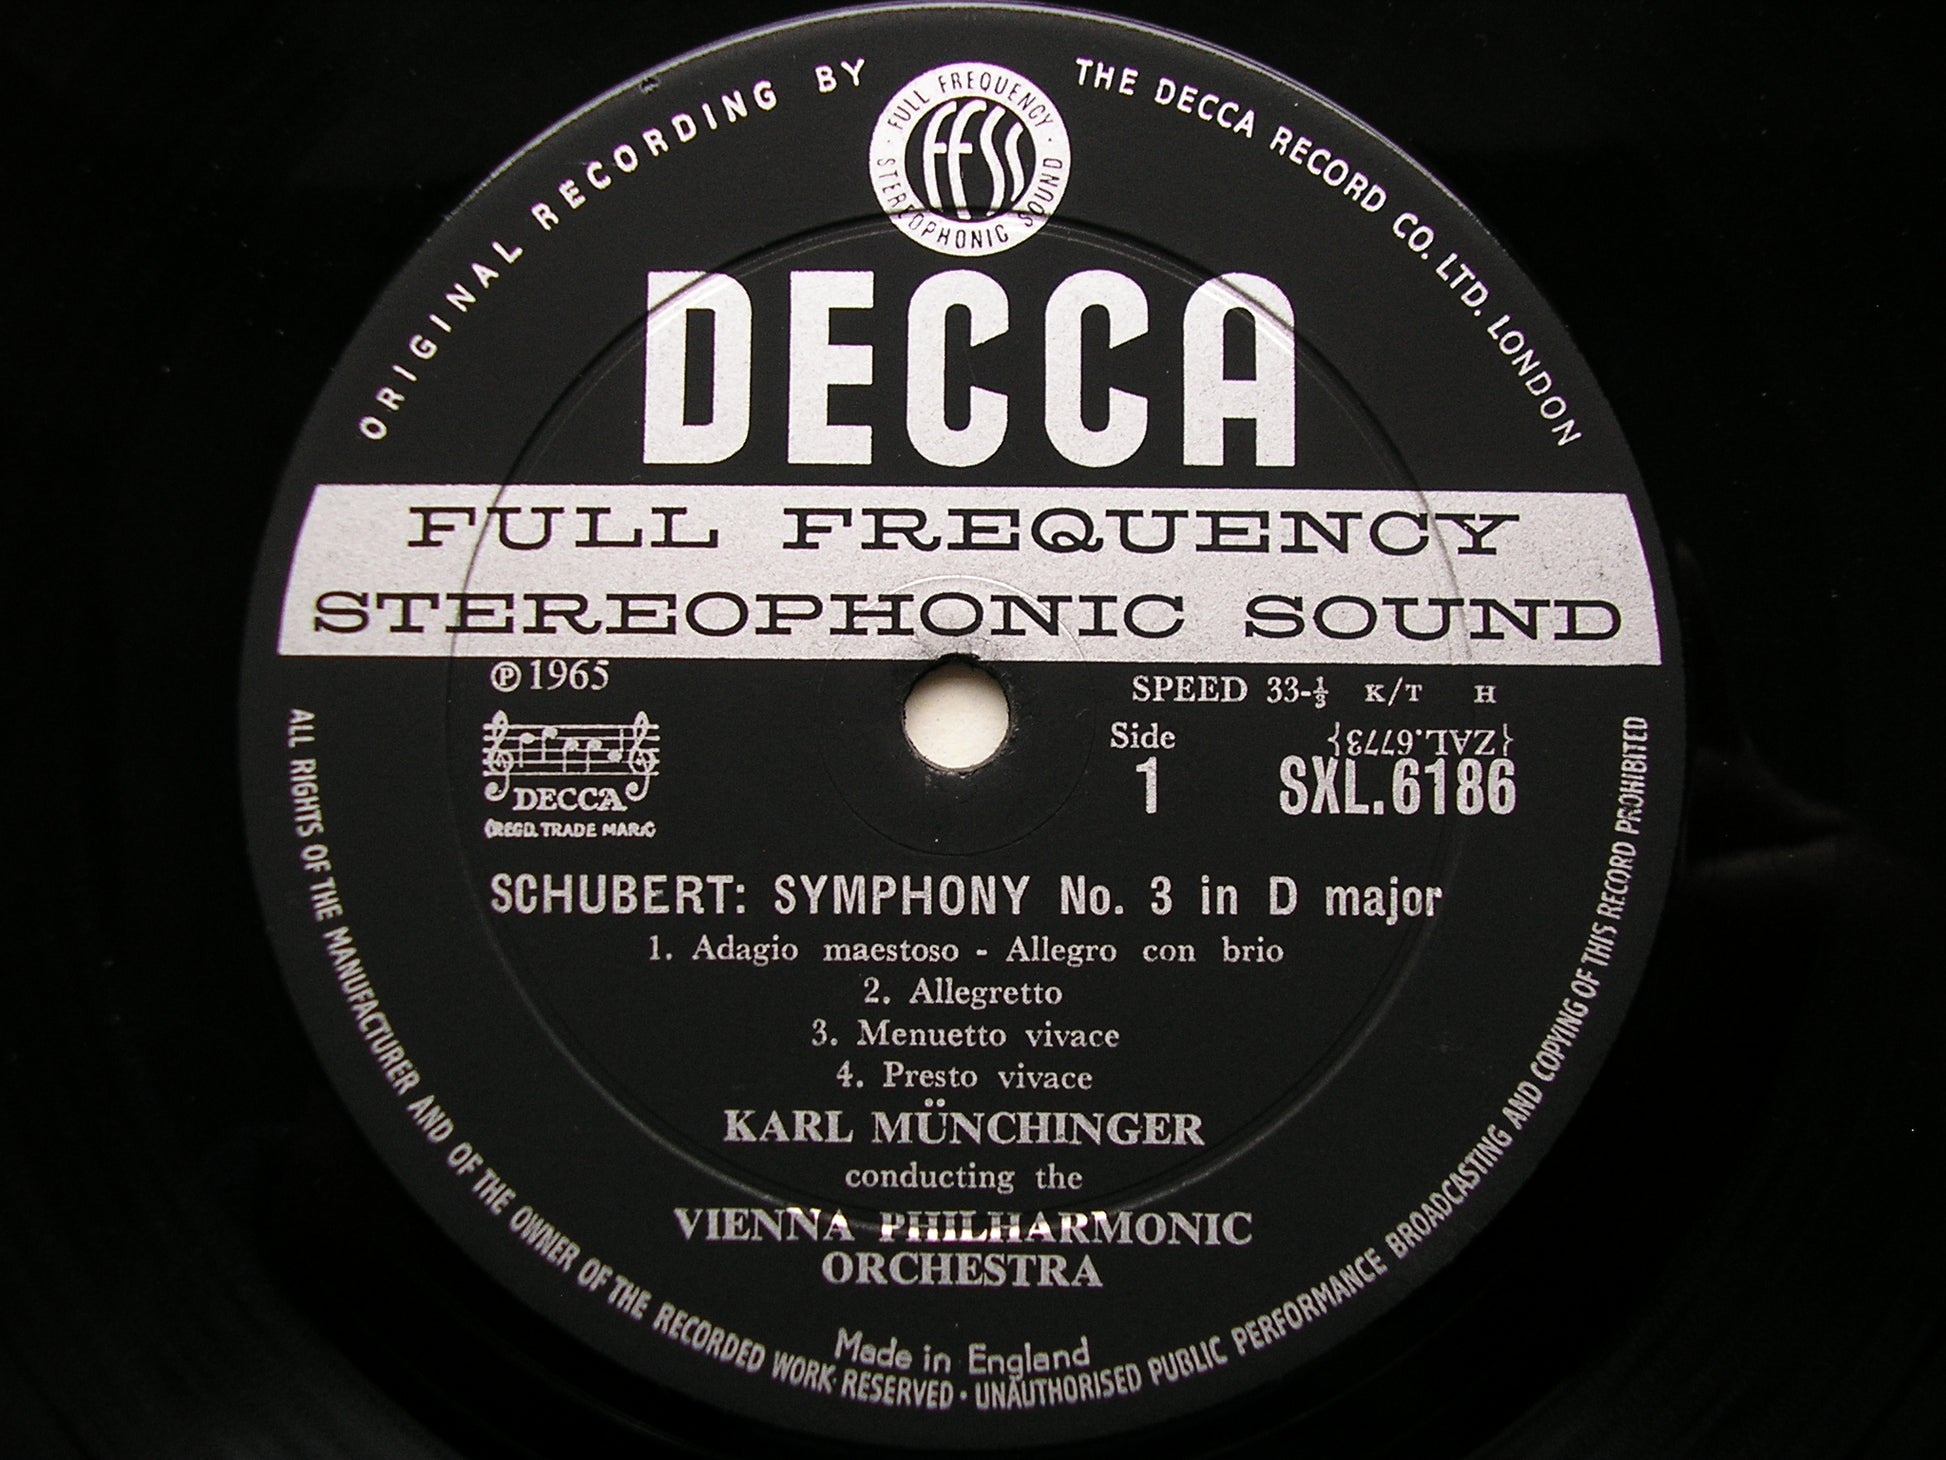 ORIGINAL RECORDING BY
THE DECCA RECORD CO. LTD. LONDON
FULL FREQUENCY
STEREOPHONIC SOUND
FFSS
DECCA
FULL FREQUENCY
STEREOPHONIC SOUND
℗ 1965
SPEED 33-⅓ K/T H
Side
1
{ZAL.6773}
SXL.6186
DECCA
(REGD. TRADE MARK)
SCHUBERT: SYMPHONY No. 3 in D major
1. Adagio maestoso - Allegro con brio
2. Allegretto
3. Menuetto vivace
4. Presto vivace
KARL MÜNCHINGER
conducting the
VIENNA PHILHARMONIC
ORCHESTRA
Made in England
ALL RIGHTS OF THE MANUFACTURER AND OF THE OWNER OF THE RECORDED WORK RESERVED · UNAUTHORISED PUBLIC PERFORMANCE BROADCASTING AND COPYING OF THIS RECORD PROHIBITED